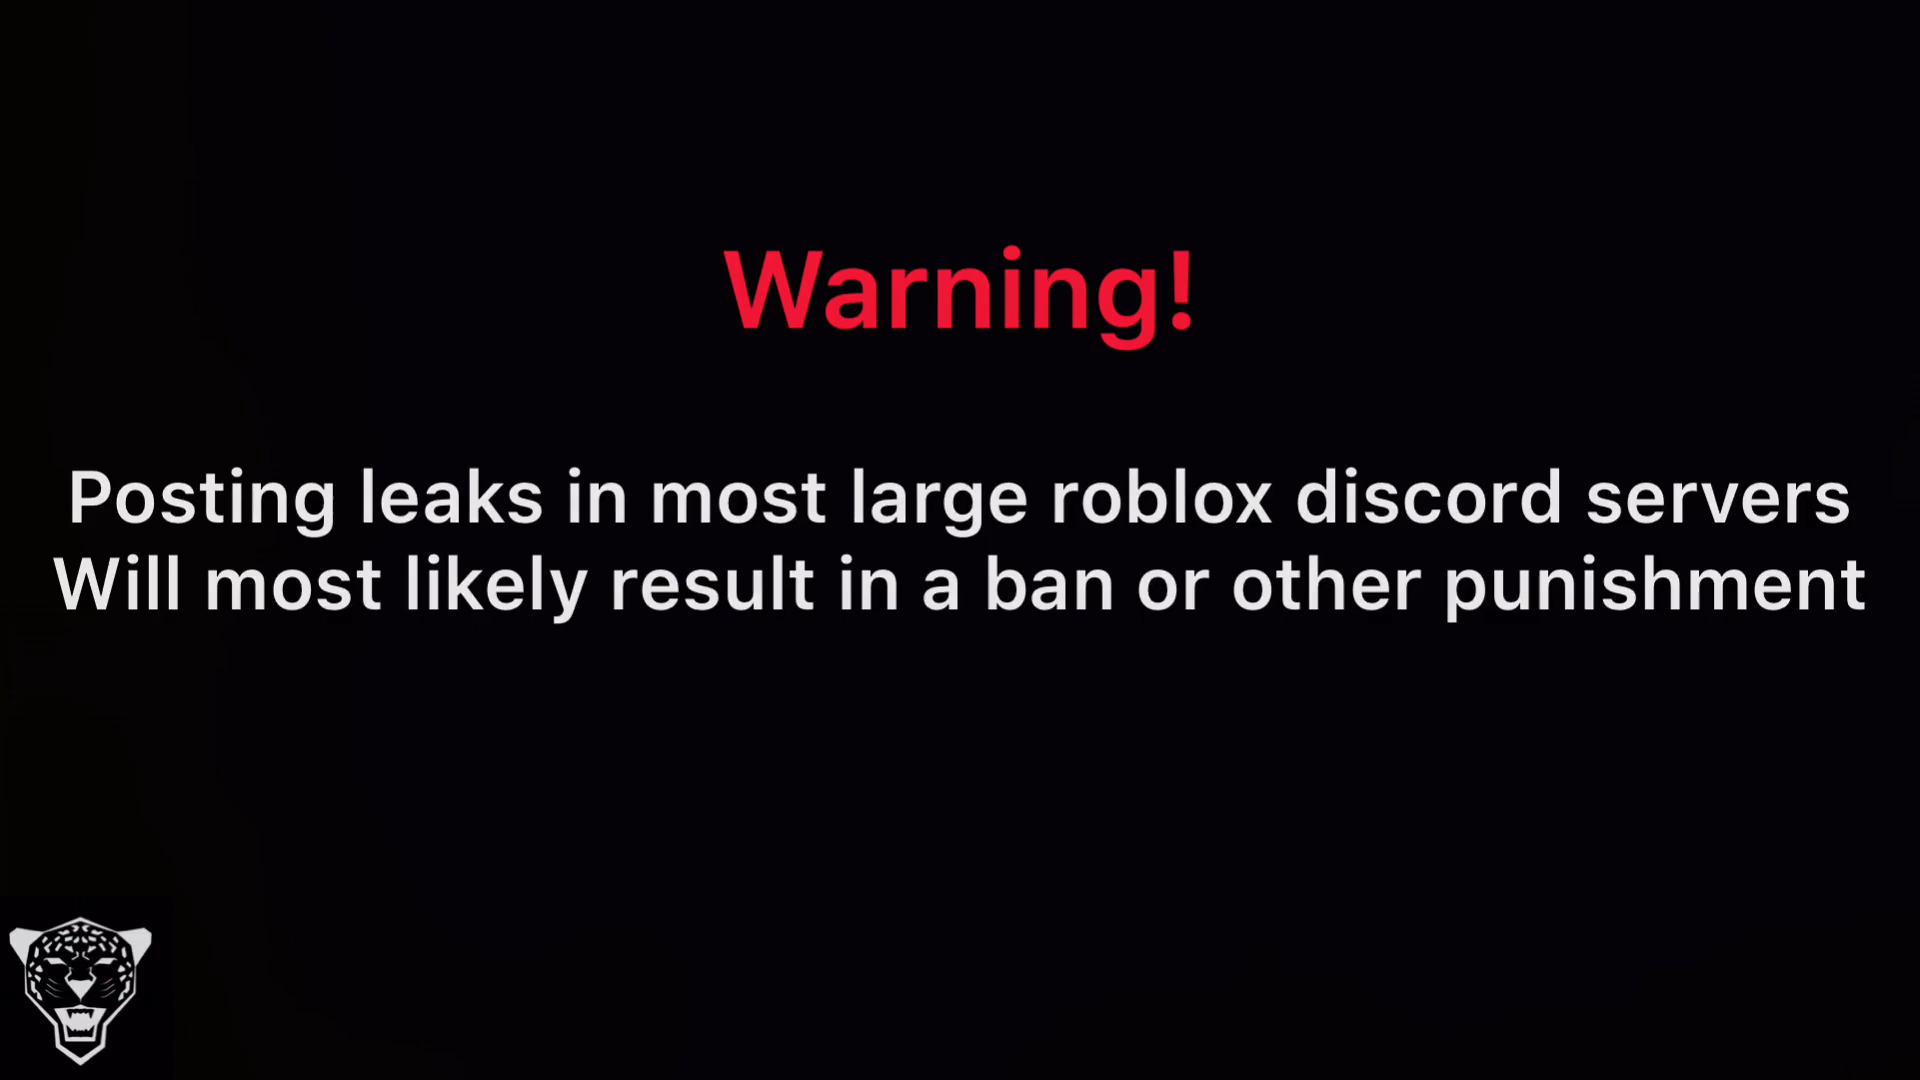 Warning!
Posting leaks in most large roblox discord servers
Will most likely result in a ban or other punishment